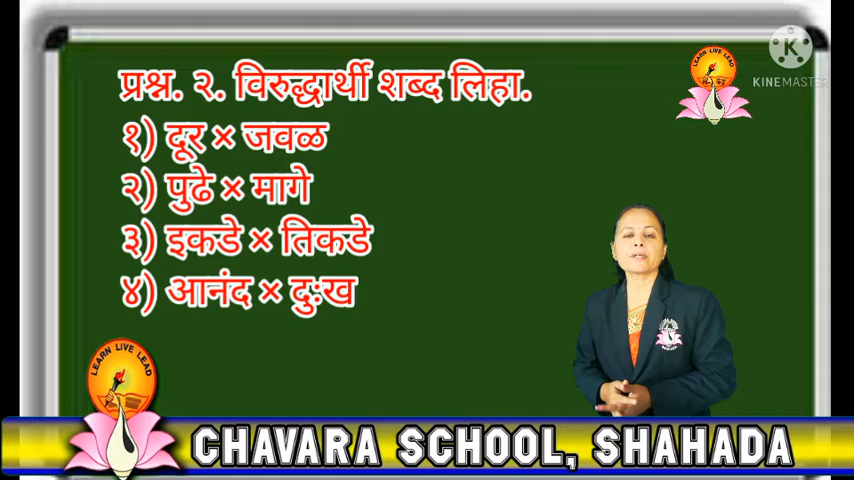 प्रश्न. २. विरुद्धार्थी शब्द लिहा.
१) दूर × जवळ
२) पुढे × मागे
३) इकडे × तिकडे
४) आनंद × दुःख
LEARN LIVE LEAD
K
KINEMASTER
LEARN LIVE LEAD
CHAVARA SCHOOL, SHAHADA